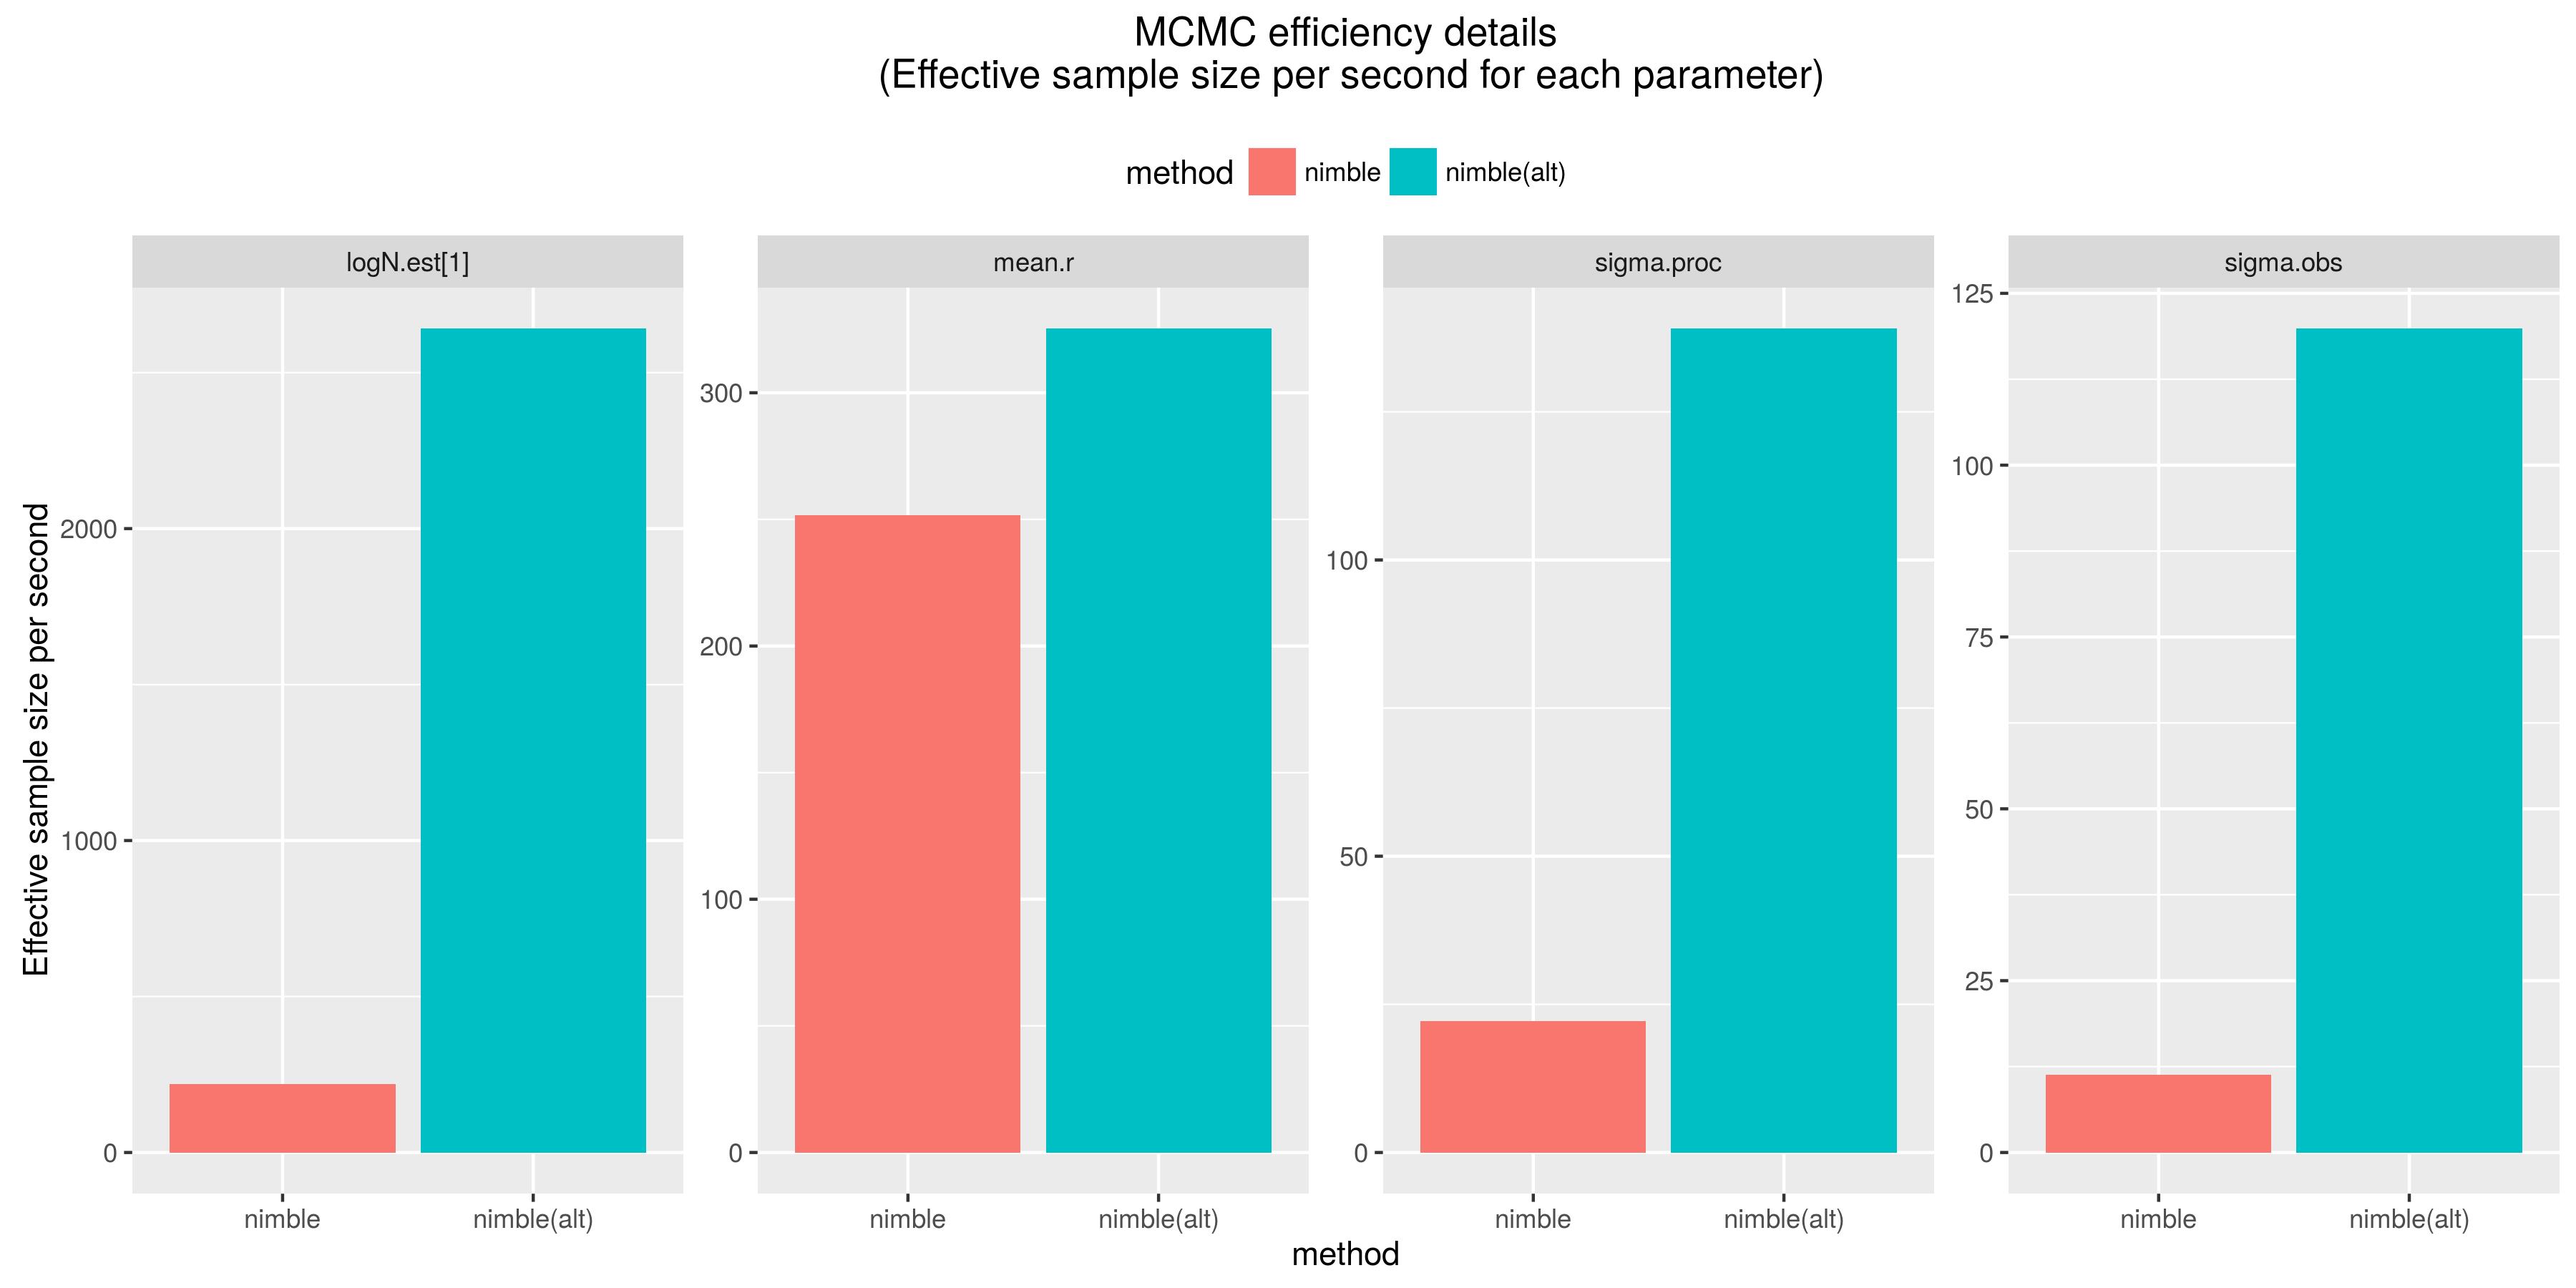 MCMC efficiency details
(Effective sample size per second for each parameter)
method nimble nimble(alt)
Effective sample size per second
logN.est[1]
2000
1000
0
nimble nimble(alt)
mean.r
300
200
100
0
nimble nimble(alt)
sigma.proc
100
50
0
nimble nimble(alt)
sigma.obs
125
100
75
50
25
0
nimble nimble(alt)
method